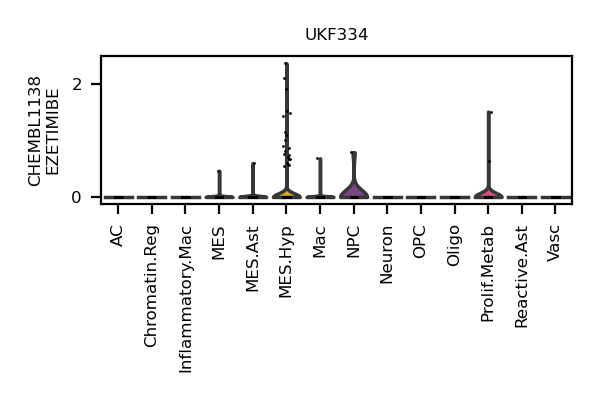 UKF334
CHEMBL1138
EZETIMIBE
2
0
AC
Chromatin.Reg
Inflammatory.Mac
MES
MES.Ast
MES.Hyp
Mac
NPC
Neuron
OPC
Oligo
Prolif.Metab
Reactive.Ast
Vasc